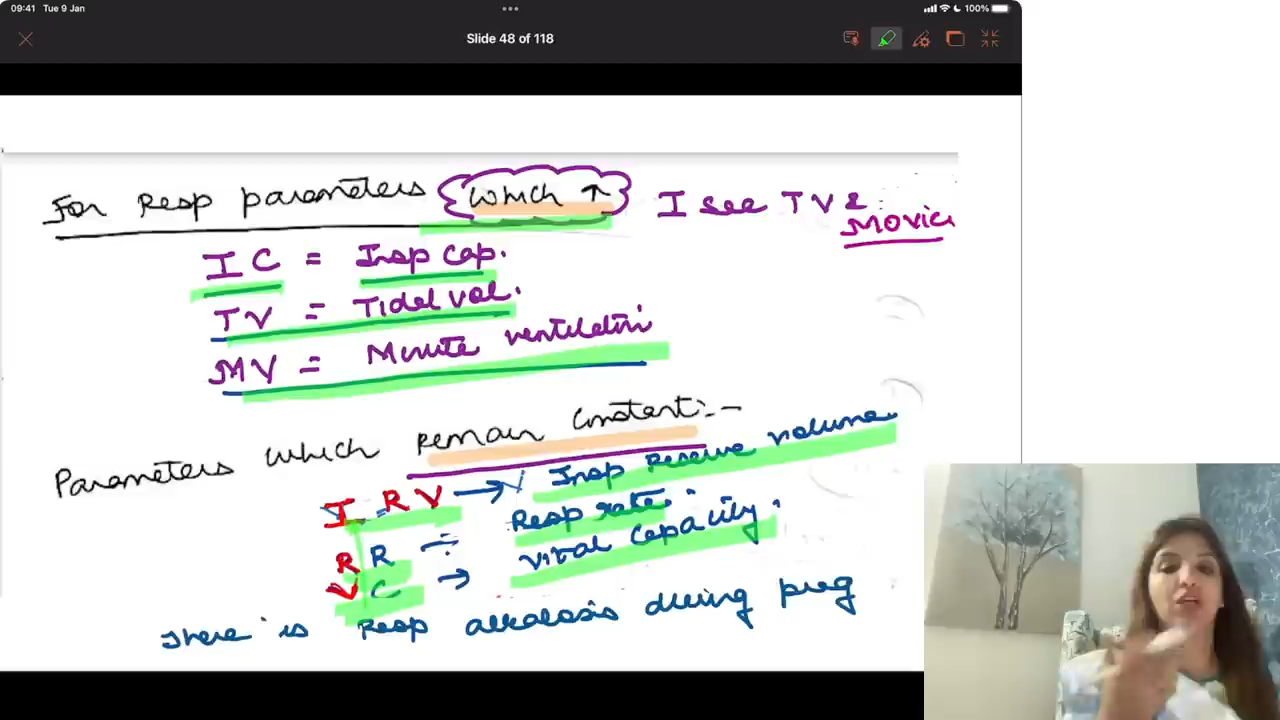 09:41 Tue 9 Jan
100%
Slide 48 of 118
For Resp parameters which ↑ I see TV &
Movies
IC = Insp cap.
TV = Tidal vol.
MV = Minute ventilation
Parameters which remain constant :-
IRV → Insp Reserve volume
RR ÷ Resp rate.
VC → Vital Capacity.
There is Resp alkalosis during preg